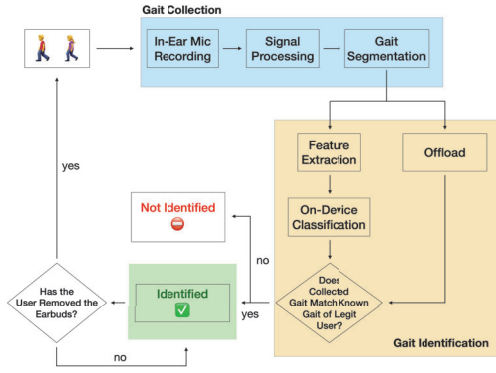 Gait Collection
In-Ear Mic
Recording
Signal
Processing
Gait
Segmentation
Feature
Extraction
Offload
On-Device
Classification
yes
Not Identified
no
Has the
User Removed the
Earbuds?
Identified
yes
Does
Collected
Gait MatchKnown
Gait of Legit
User?
no
Gait Identification